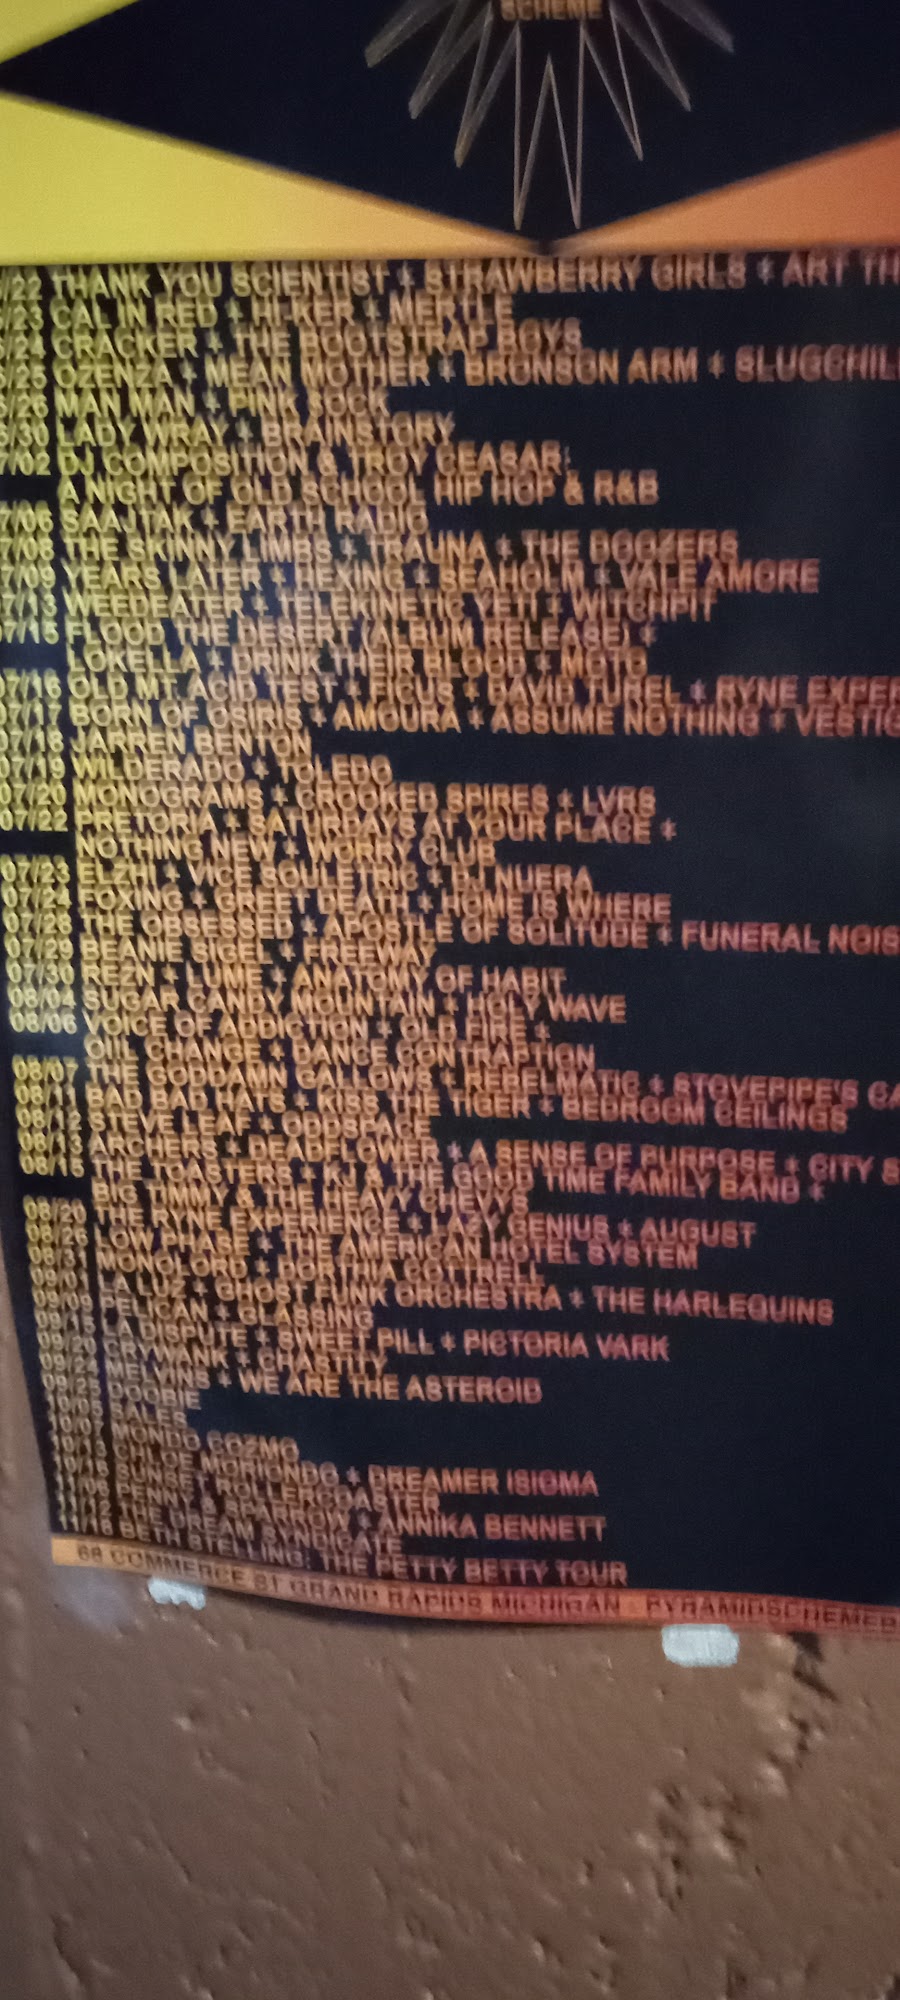 SCHEME
/22 THANK YOU SCIENTIST * STRAWBERRY GIRLS * ART TH
/23 CAL IN RED * HI-KER * MERTLE
/24 CRACKER * THE BOOTSTRAP BOYS
/25 OZENZA * MEAN MOTHER * BRONSON ARM * SLUGCHIL
6/26 MAN MAN * PINK SOCK
6/30 LADY WRAY * BRAINSTORY
7/02 DJ COMPOSITION & TROY CEASAR:
A NIGHT OF OLD SCHOOL HIP HOP & R&B
7/06 SAAJTAK * EARTH RADIO
7/08 THE SKINNY LIMBS * TRAUNA * THE DOOZERS
7/09 YEARS LATER * HEXING * SEAHOLM * VALE AMORE
7/13 WEEDEATER * TELEKINETIC YETI * WITCHPIT
07/15 FLOOD THE DESERT (ALBUM RELEASE) *
LOKELLA * DRINK THEIR BLOOD * MOTO
07/16 OLD MT. ACID TEST * FICUS * DAVID TUREL * RYNE EXPER
07/17 BORN OF OSIRIS * AMOURA * ASSUME NOTHING * VESTIG
07/18 JARREN BENTON
07/19 WILDERADO * TOLEDO
07/20 MONOGRAMS * CROOKED SPIRES * LVRS
07/22 PRETORIA * SATURDAYS AT YOUR PLACE *
NOTHING NEW * WORRY CLUB
07/23 ELZHI * VICE SOULETRIC * DJ NUERA
07/24 FOXING * GREET DEATH * HOME IS WHERE
07/28 THE OBSESSED * APOSTLE OF SOLITUDE * FUNERAL NOIS
07/29 BEANIE SIGEL * FREEWAY
07/30 REZN * LUME * ANATOMY OF HABIT
08/04 SUGAR CANDY MOUNTAIN * HOLY WAVE
08/06 VOICE OF ADDICTION * OLD FIRE *
OIIL CHANGE * DANCE CONTRAPTION
08/07 THE GODDAMN GALLOWS * REBELMATIC * STOVEPIPE'S CA
08/11 BAD BAD HATS * KISS THE TIGER * BEDROOM CEILINGS
08/12 STEVE LEAF * ODDSPACE
08/13 ARCHERS * DEADFLOWER * A SENSE OF PURPOSE * CITY S
08/16 THE TOASTERS * KJ & THE GOOD TIME FAMILY BAND *
BIG TIMMY & THE HEAVY CHEVYS
08/20 THE RYNE EXPERIENCE * LAZY GENIUS * AUGUST
08/26 LOW PHASE * THE AMERICAN HOTEL SYSTEM
08/31 MONOLORD * DORTHIA COTTRELL
09/01 LA LUZ * GHOST FUNK ORCHESTRA * THE HARLEQUINS
09/09 PELICAN * GLASSING
09/15 LA DISPUTE * SWEET PILL * PICTORIA VARK
09/20 CRYWANK * CHASTITY
09/24 MELVINS * WE ARE THE ASTEROID
09/25 DOOBIE
10/05 SALES
10/07 MONDO COZMO
10/13 CHLOE MORIONDO * DREAMER ISIOMA
10/18 SUNSET ROLLERCOASTER
11/06 PENNY & SPARROW * ANNIKA BENNETT
11/12 THE DREAM SYNDICATE
11/18 BETH STELLING: THE PETTY BETTY TOUR
68 COMMERCE ST GRAND RAPIDS MICHIGAN PYRAMIDSCHEMEB